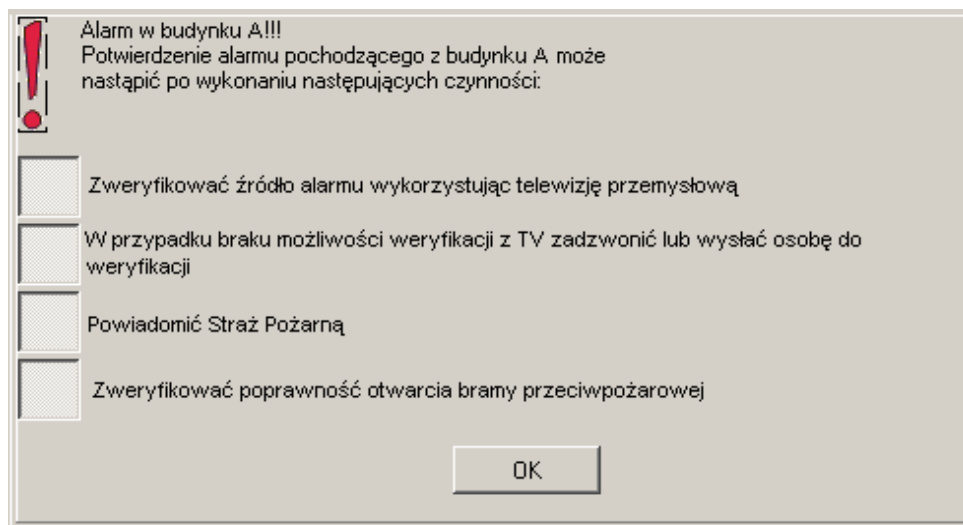 Alarm w budynku A!!!
Potwierdzenie alarmu pochodzącego z budynku A może
nastąpić po wykonaniu następujących czynności:
Zweryfikować źródło alarmu wykorzystując telewizję przemysłową
W przypadku braku możliwości weryfikacji z TV zadzwonić lub wysłać osobę do
weryfikacji
Powiadomić Straż Pożarną
Zweryfikować poprawność otwarcia bramy przeciwpożarowej
OK